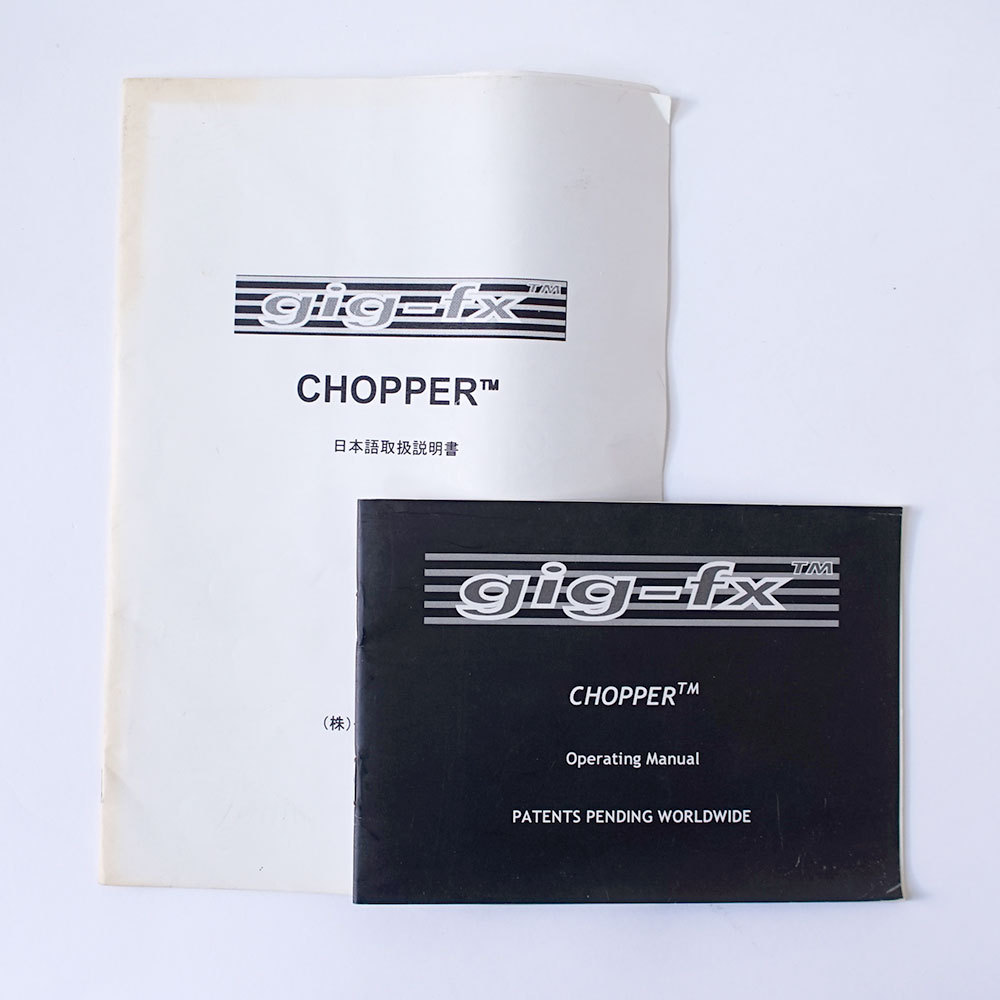 gig-fx™
CHOPPER™
日本語取扱説明書
(株)
gig-fx™
CHOPPER™
Operating Manual
PATENTS PENDING WORLDWIDE